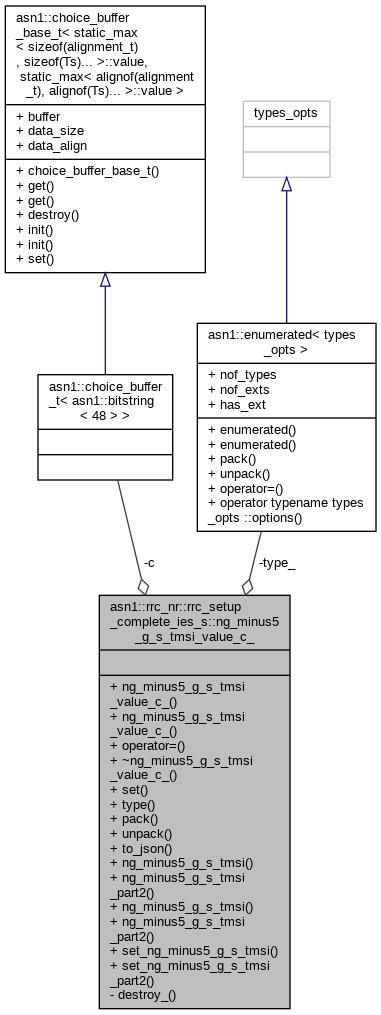 asn1::choice_buffer
_base_t< static_max
< sizeof(alignment_t)
, sizeof(Ts)... >::value,
static_max< alignof(alignment
_t), alignof(Ts)... >::value >
+ buffer
+ data_size
+ data_align
+ choice_buffer_base_t()
+ get()
+ get()
+ destroy()
+ init()
+ init()
+ set()
types_opts
asn1::enumerated< types
_opts >
+ nof_types
+ nof_exts
+ has_ext
+ enumerated()
+ enumerated()
+ pack()
+ unpack()
+ operator=()
+ operator typename types
_opts ::options()
asn1::choice_buffer
_t< asn1::bitstring
< 48 > >
-c
-type_
asn1::rrc_nr::rrc_setup
_complete_ies_s::ng_minus5
_g_s_tmsi_value_c_
+ ng_minus5_g_s_tmsi
_value_c_()
+ ng_minus5_g_s_tmsi
_value_c_()
+ operator=()
+ ~ng_minus5_g_s_tmsi
_value_c_()
+ set()
+ type()
+ pack()
+ unpack()
+ to_json()
+ ng_minus5_g_s_tmsi()
+ ng_minus5_g_s_tmsi
_part2()
+ ng_minus5_g_s_tmsi()
+ ng_minus5_g_s_tmsi
_part2()
+ set_ng_minus5_g_s_tmsi()
+ set_ng_minus5_g_s_tmsi
_part2()
- destroy_()